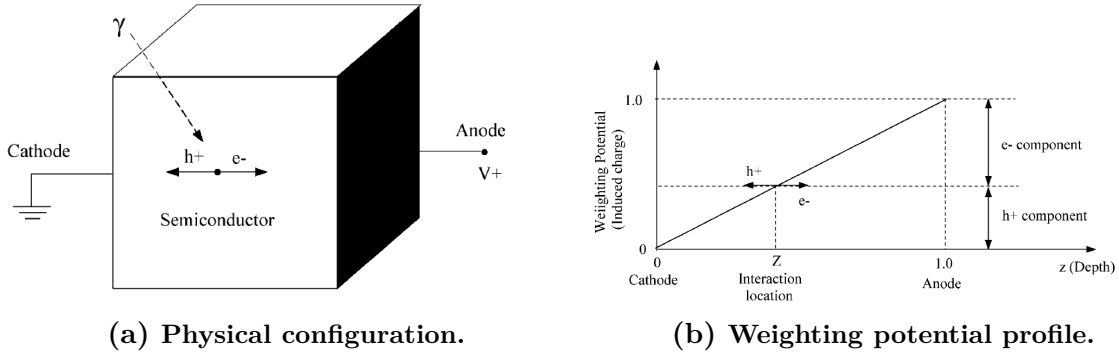 γ
Cathode
h+
e-
Semiconductor
Anode
V+
(a) Physical configuration.
Weiighting Potential
(Induced charge)
1.0
0
h+
e-
e- component
h+ component
0
Cathode
Z
Interaction
location
1.0
Anode
z (Depth)
(b) Weighting potential profile.